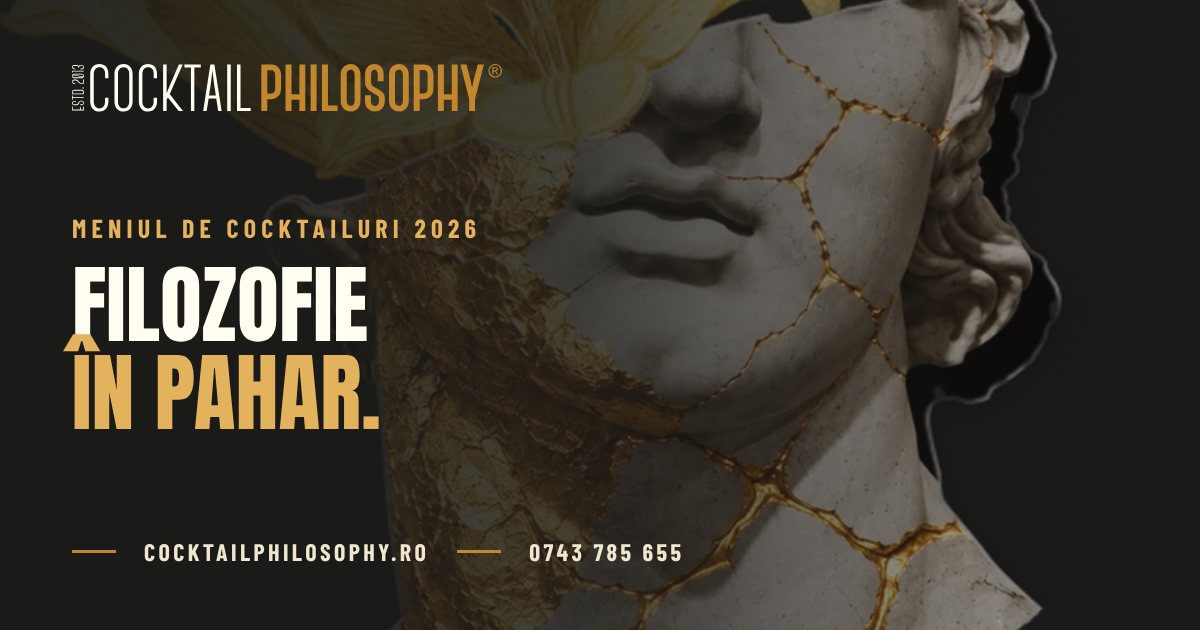 ESTD. 2013
COCKTAIL PHILOSOPHY®
MENIUL DE COCKTAILURI 2026
FILOZOFIE
ÎN PAHAR.
COCKTAILPHILOSOPHY.RO 0743 785 655